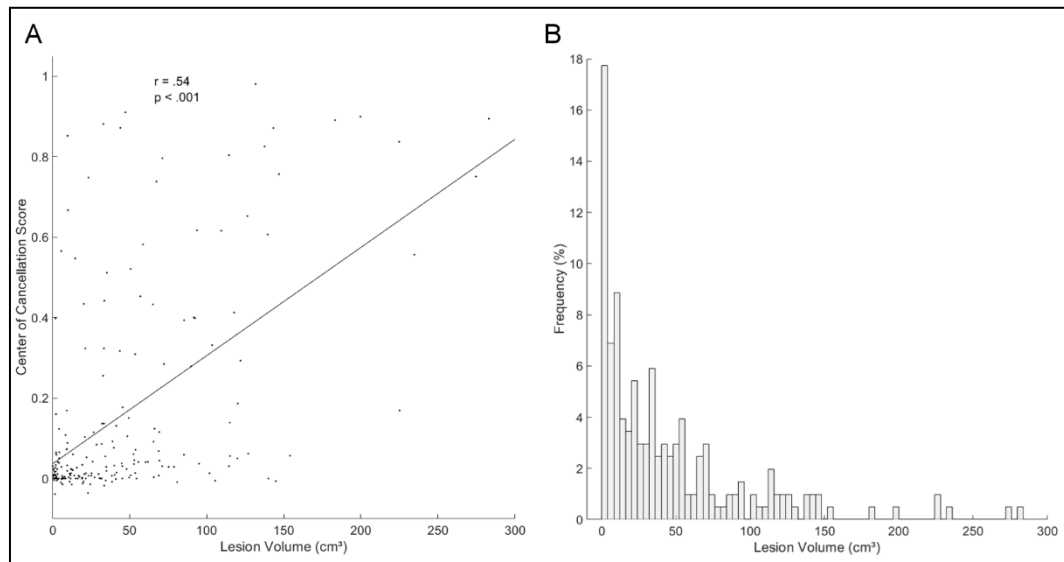 A
r = .54
p < .001
1
0.8
0.6
0.4
0.2
0
Center of Cancellation Score
0 50 100 150 200 250 300
Lesion Volume (cm³)
B
18
16
14
12
10
8
6
4
2
0
Frequency (%)
0 50 100 150 200 250 300
Lesion Volume (cm³)